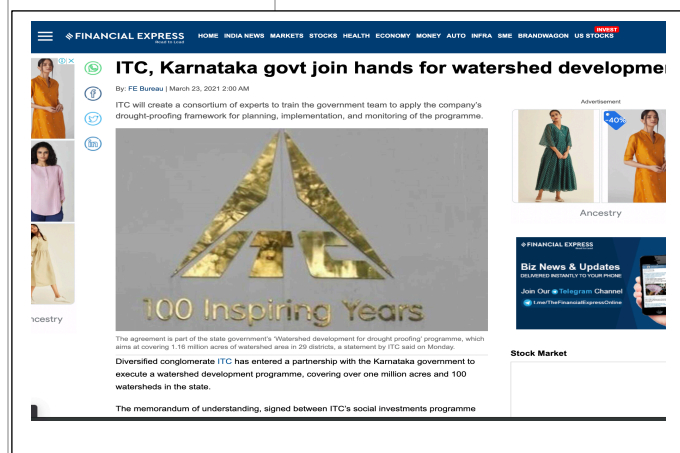 FINANCIAL EXPRESS
Read to Lead
HOME INDIA NEWS MARKETS STOCKS HEALTH ECONOMY MONEY AUTO INFRA SME BRANDWAGON US STOCKS
INVEST
ITC, Karnataka govt join hands for watershed developme
By: FE Bureau | March 23, 2021 2:00 AM
ITC will create a consortium of experts to train the government team to apply the company's
drought-proofing framework for planning, implementation, and monitoring of the programme.
ITC
100 Inspiring Years
The agreement is part of the state government's 'Watershed development for drought proofing' programme, which
aims at covering 1.16 million acres of watershed area in 29 districts, a statement by ITC said on Monday.
Diversified conglomerate ITC has entered a partnership with the Karnataka government to
execute a watershed development programme, covering over one million acres and 100
watersheds in the state.
The memorandum of understanding, signed between ITC's social investments programme
ncestry
Advertisement
-40%
Ancestry
FINANCIAL EXPRESS
Biz News & Updates
DELIVERED INSTANTLY TO YOUR PHONE
Join Our Telegram Channel
t.me/TheFinancialExpressOnline
Stock Market